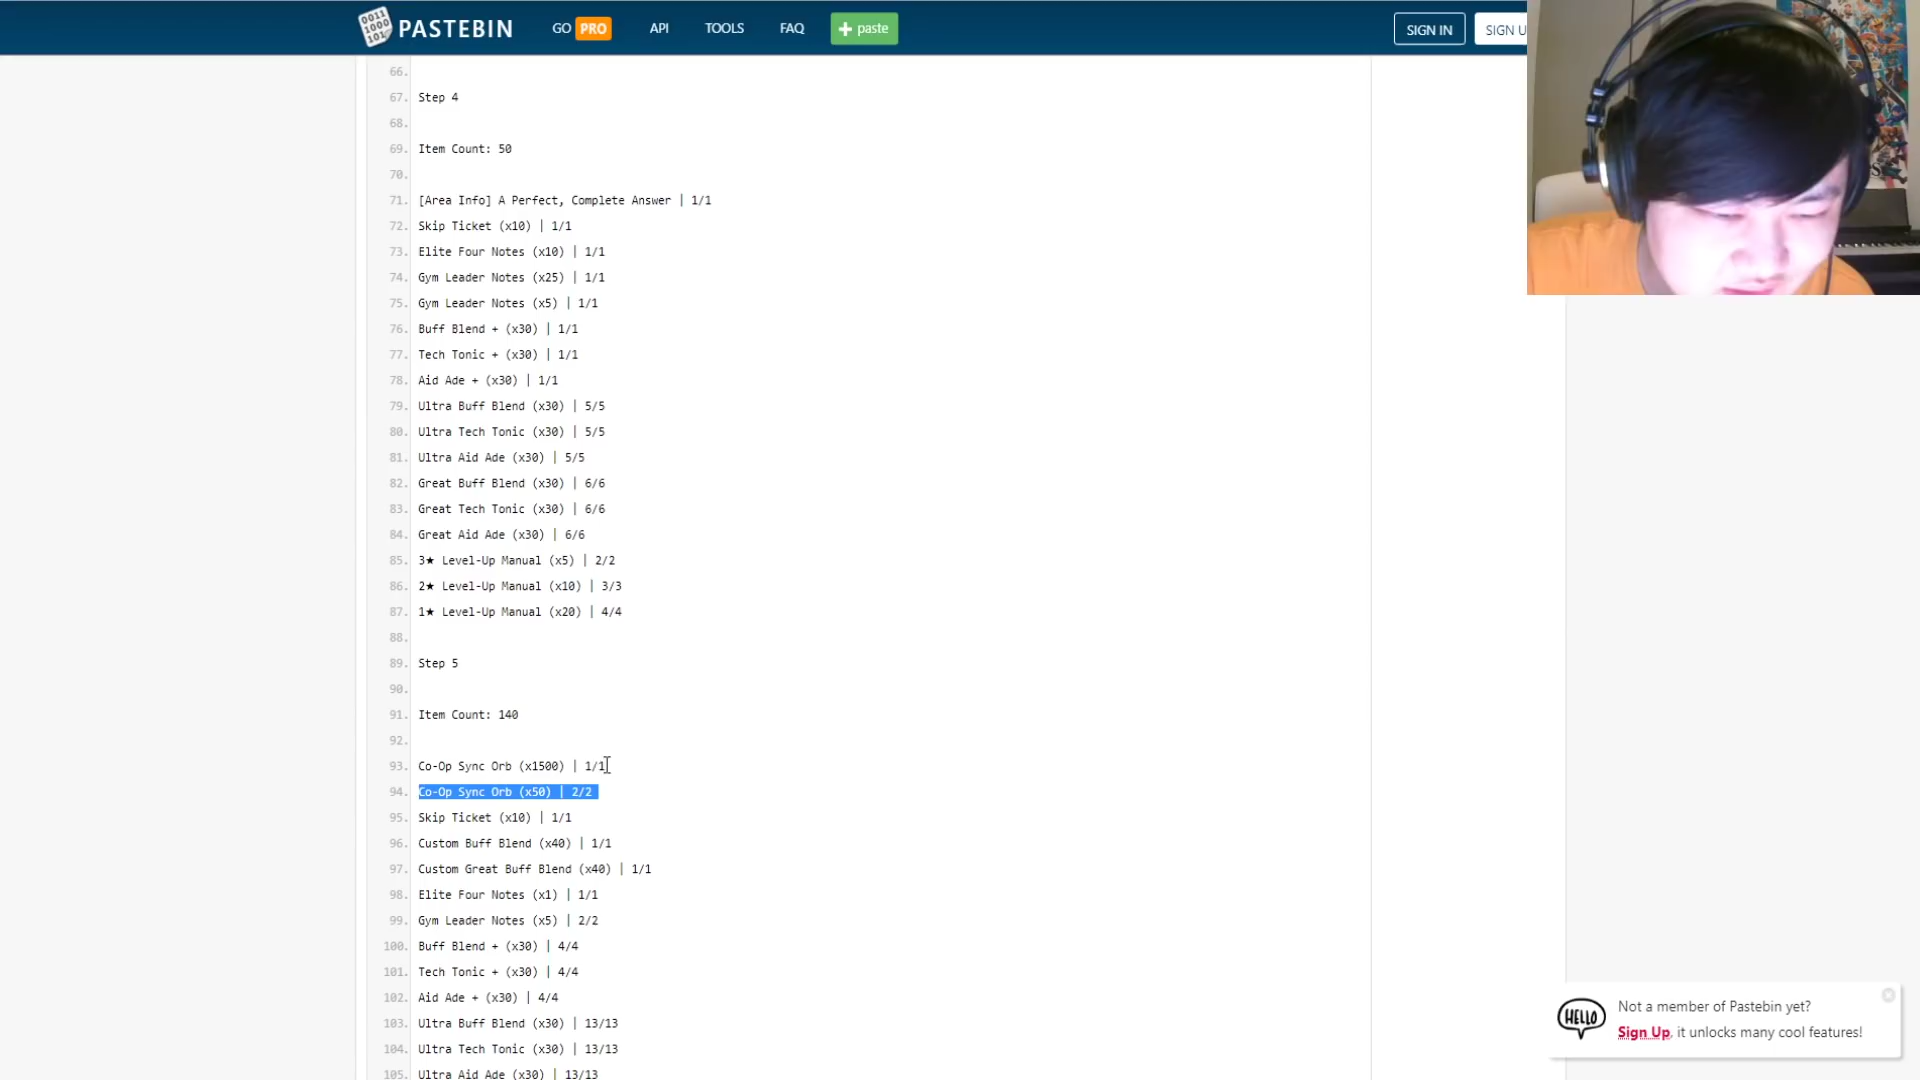 0011
1000
101
PASTEBIN
GO PRO API TOOLS FAQ + paste
SIGN IN SIGN U
66.
67. Step 4
68.
69. Item Count: 50
70.
71. [Area Info] A Perfect, Complete Answer | 1/1
72. Skip Ticket (x10) | 1/1
73. Elite Four Notes (x10) | 1/1
74. Gym Leader Notes (x25) | 1/1
75. Gym Leader Notes (x5) | 1/1
76. Buff Blend + (x30) | 1/1
77. Tech Tonic + (x30) | 1/1
78. Aid Ade + (x30) | 1/1
79. Ultra Buff Blend (x30) | 5/5
80. Ultra Tech Tonic (x30) | 5/5
81. Ultra Aid Ade (x30) | 5/5
82. Great Buff Blend (x30) | 6/6
83. Great Tech Tonic (x30) | 6/6
84. Great Aid Ade (x30) | 6/6
85. 3★ Level-Up Manual (x5) | 2/2
86. 2★ Level-Up Manual (x10) | 3/3
87. 1★ Level-Up Manual (x20) | 4/4
88.
89. Step 5
90.
91. Item Count: 140
92.
93. Co-Op Sync Orb (x1500) | 1/1
94. Co-Op Sync Orb (x50) | 2/2
95. Skip Ticket (x10) | 1/1
96. Custom Buff Blend (x40) | 1/1
97. Custom Great Buff Blend (x40) | 1/1
98. Elite Four Notes (x1) | 1/1
99. Gym Leader Notes (x5) | 2/2
100. Buff Blend + (x30) | 4/4
101. Tech Tonic + (x30) | 4/4
102. Aid Ade + (x30) | 4/4
103. Ultra Buff Blend (x30) | 13/13
104. Ultra Tech Tonic (x30) | 13/13
105. Ultra Aid Ade (x30) | 13/13
HELLO
Not a member of Pastebin yet?
Sign Up, it unlocks many cool features!